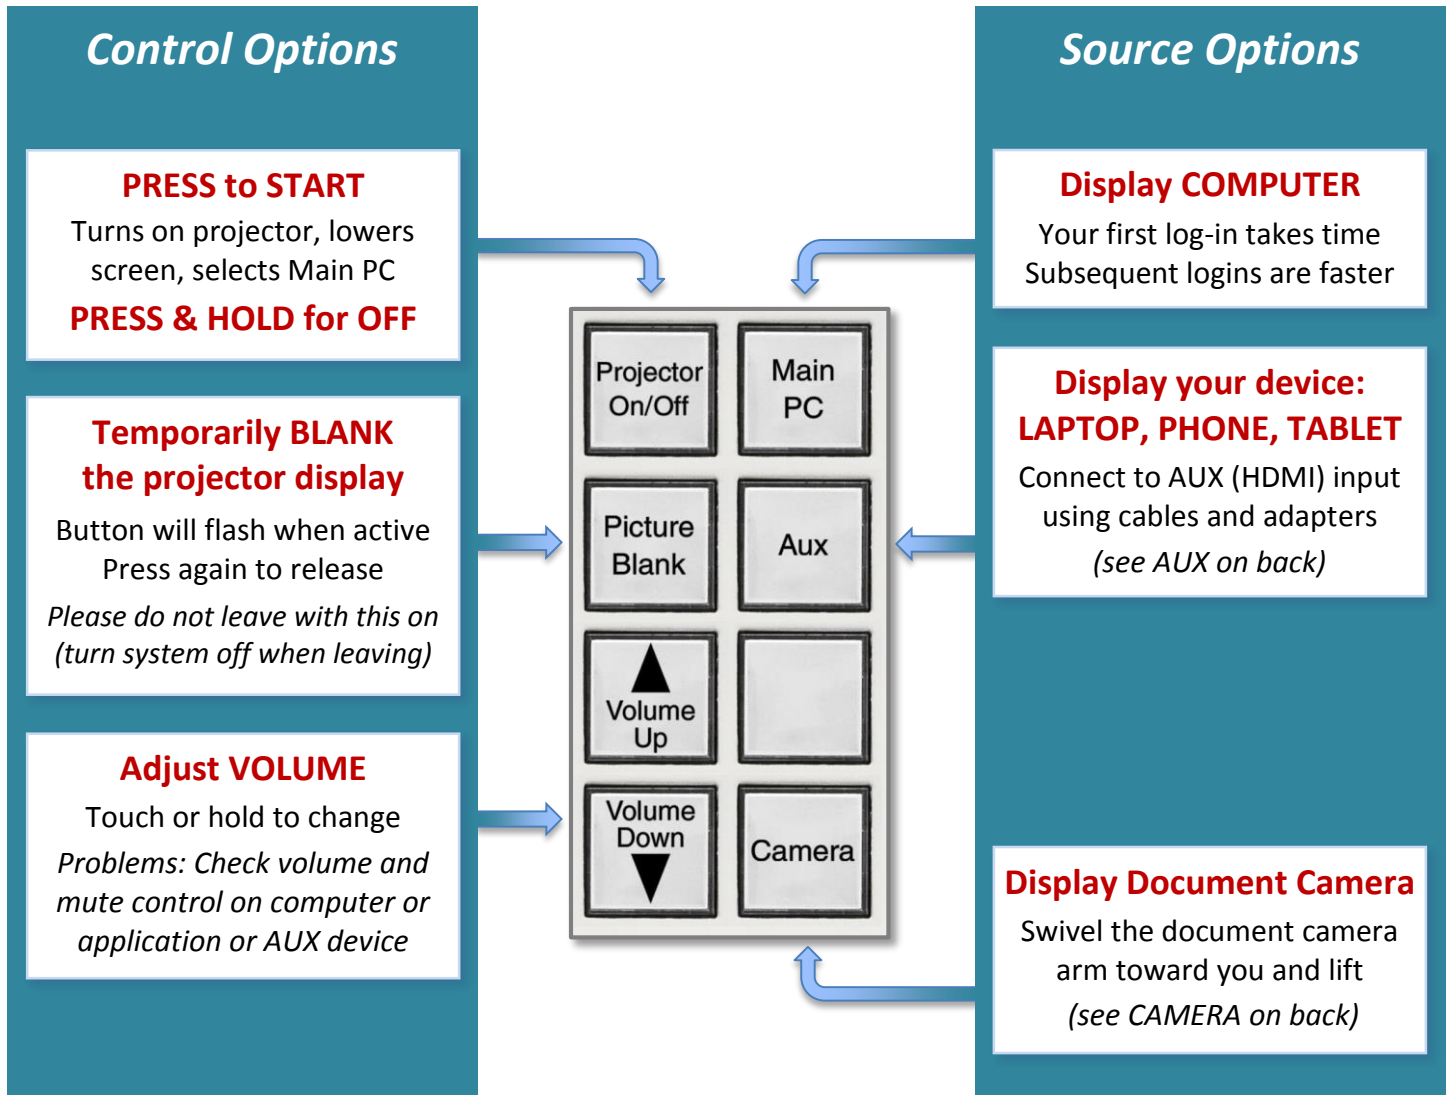 Control Options
PRESS to START
Turns on projector, lowers
screen, selects Main PC
PRESS & HOLD for OFF
Temporarily BLANK
the projector display
Button will flash when active
Press again to release
Please do not leave with this on
(turn system off when leaving)
Adjust VOLUME
Touch or hold to change
Problems: Check volume and
mute control on computer or
application or AUX device
Projector
On/Off
Main
PC
Picture
Blank
Aux
Volume
Up
Volume
Down
Camera
Source Options
Display COMPUTER
Your first log-in takes time
Subsequent logins are faster
Display your device:
LAPTOP, PHONE, TABLET
Connect to AUX (HDMI) input
using cables and adapters
(see AUX on back)
Display Document Camera
Swivel the document camera
arm toward you and lift
(see CAMERA on back)